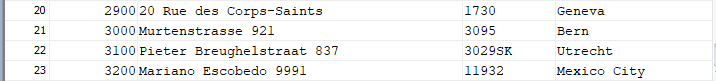 20 2900 20 Rue des Corps-Saints 1730 Geneva
21 3000 Murtenstrasse 921 3095 Bern
22 3100 Pieter Breughelstraat 837 3029SK Utrecht
23 3200 Mariano Escobedo 9991 11932 Mexico City